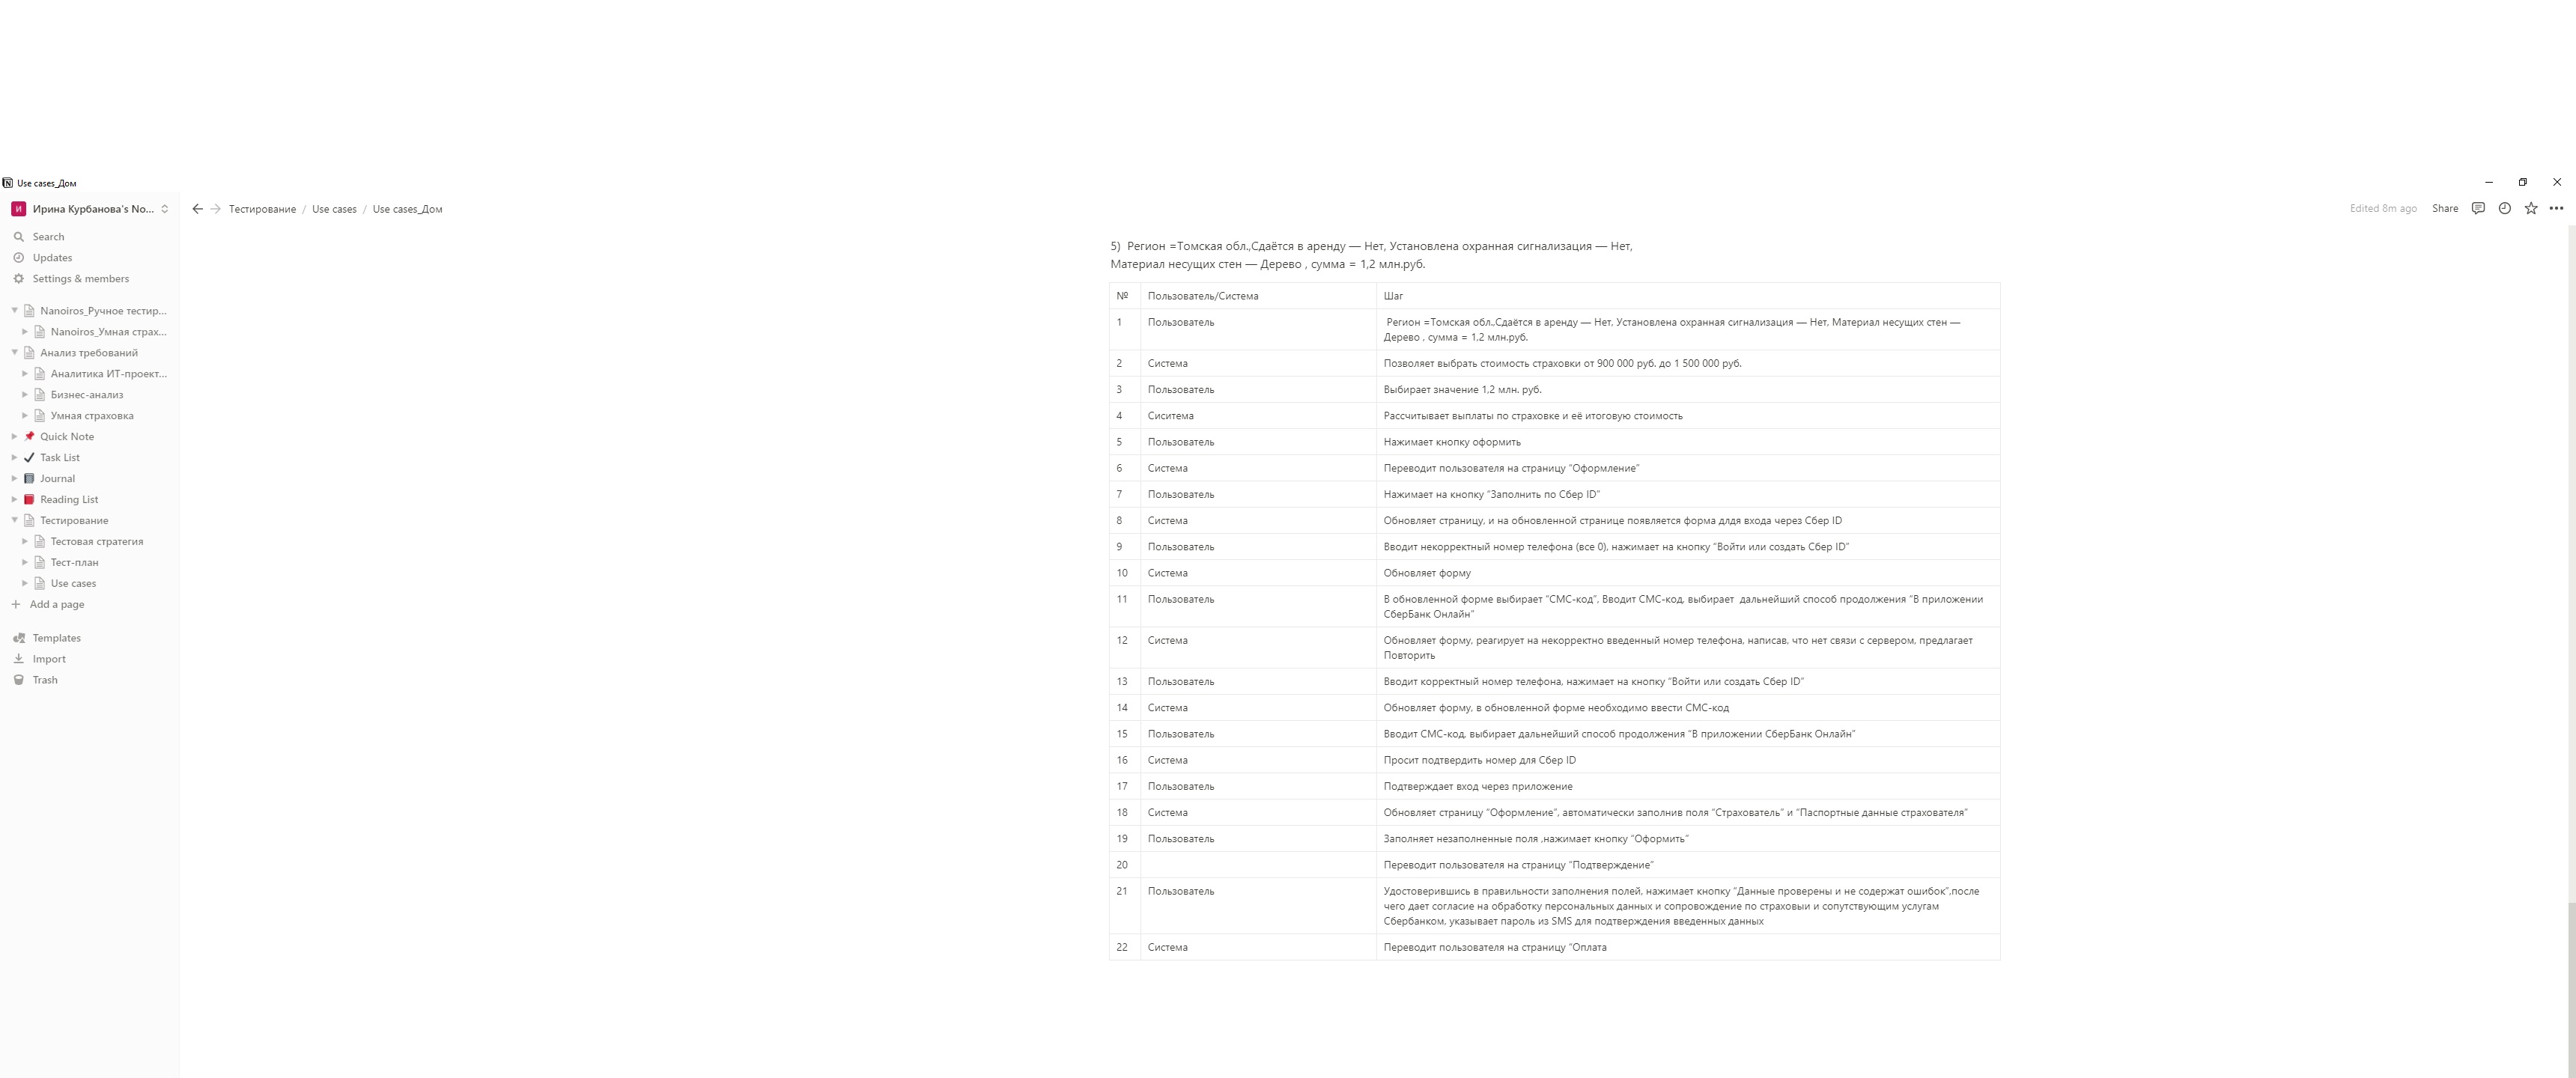 Use cases_Дом
И Ирина Курбанова's No...
Тестирование / Use cases / Use cases_Дом
Edited 8m ago Share
Search
Updates
Settings & members
Nanoiros_Ручное тестир...
Nanoiros_Умная страх...
Анализ требований
Аналитика ИТ-проект...
Бизнес-анализ
Умная страховка
Quick Note
Task List
Journal
Reading List
Тестирование
Тестовая стратегия
Тест-план
Use cases
Add a page
Templates
Import
Trash
5) Регион =Томская обл.,Сдаётся в аренду — Нет, Установлена охранная сигнализация — Нет,
Материал несущих стен — Дерево , сумма = 1,2 млн.руб.
№ Пользователь/Система Шаг
1 Пользователь Регион =Томская обл.,Сдаётся в аренду — Нет, Установлена охранная сигнализация — Нет, Материал несущих стен —
Дерево , сумма = 1,2 млн.руб.
2 Система Позволяет выбрать стоимость страховки от 900 000 руб. до 1 500 000 руб.
3 Пользователь Выбирает значение 1,2 млн. руб.
4 Сиситема Рассчитывает выплаты по страховке и её итоговую стоимость
5 Пользователь Нажимает кнопку оформить
6 Система Переводит пользователя на страницу “Оформление”
7 Пользователь Нажимает на кнопку “Заполнить по Сбер ID”
8 Система Обновляет страницу, и на обновленной странице появляется форма длдя входа через Сбер ID
9 Пользователь Вводит некорректный номер телефона (все 0), нажимает на кнопку “Войти или создать Сбер ID”
10 Система Обновляет форму
11 Пользователь В обновленной форме выбирает “СМС-код”, Вводит СМС-код, выбирает дальнейший способ продолжения “В приложении
СберБанк Онлайн”
12 Система Обновляет форму, реагирует на некорректно введенный номер телефона, написав, что нет связи с сервером, предлагает
Повторить
13 Пользователь Вводит корректный номер телефона, нажимает на кнопку “Войти или создать Сбер ID”
14 Система Обновляет форму, в обновленной форме необходимо ввести СМС-код
15 Пользователь Вводит СМС-код, выбирает дальнейший способ продолжения “В приложении СберБанк Онлайн”
16 Система Просит подтвердить номер для Сбер ID
17 Пользователь Подтверждает вход через приложение
18 Система Обновляет страницу “Оформление”, автоматически заполнив поля “Страхователь” и “Паспортные данные страхователя”
19 Пользователь Заполняет незаполненные поля ,нажимает кнопку “Оформить”
20 Переводит пользователя на страницу “Подтверждение”
21 Пользователь Удостоверившись в правильности заполнения полей, нажимает кнопку “Данные проверены и не содержат ошибок”,после
чего дает согласие на обработку персональных данных и сопровождение по страховыи и сопутствующим услугам
Сбербанком, указывает пароль из SMS для подтверждения введенных данных
22 Система Переводит пользователя на страницу “Оплата